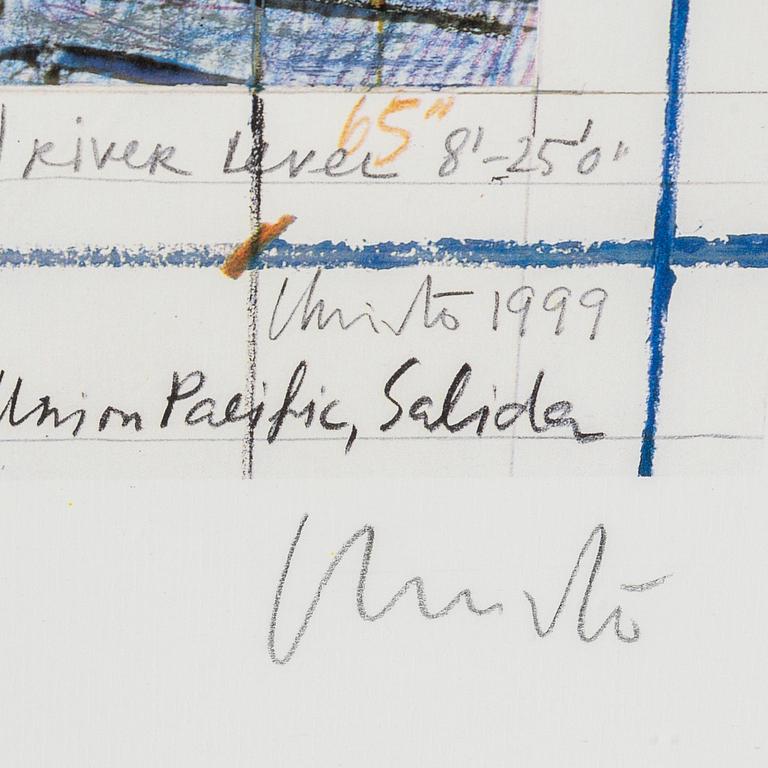 65"
river level 8'-25'0"
Christo 1999
Union Pacific, Salida
Christo